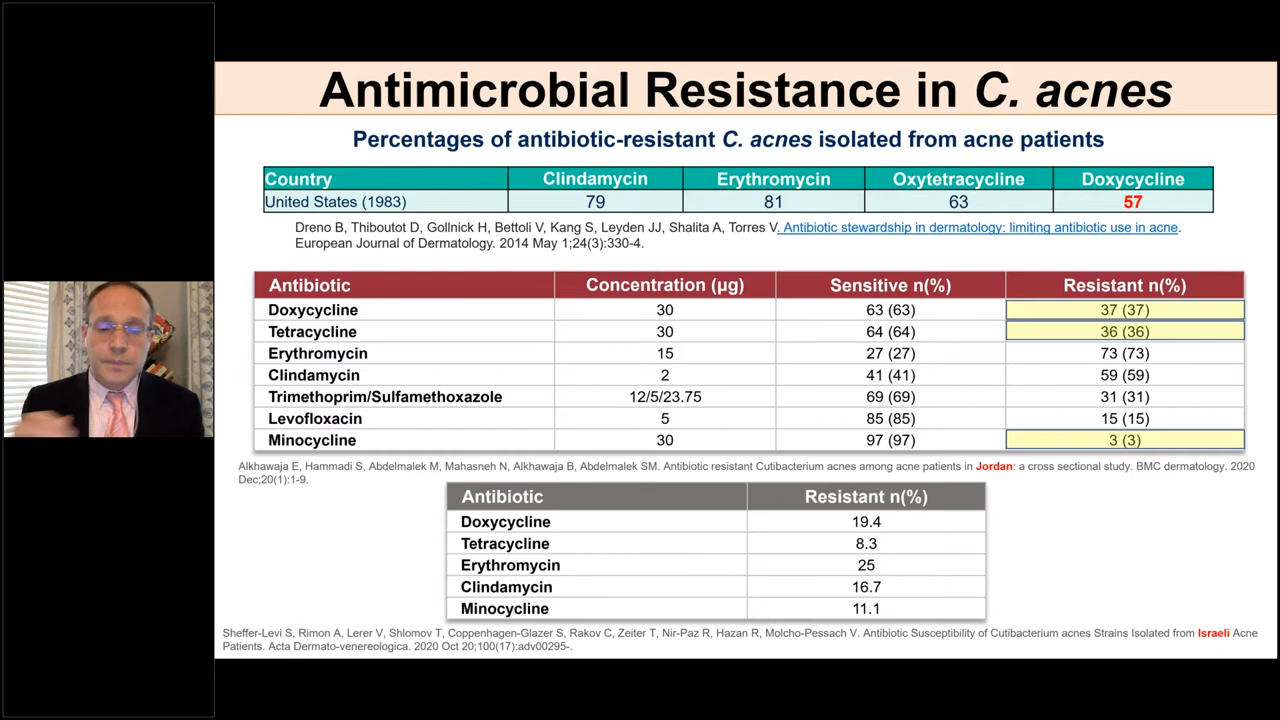 Antimicrobial Resistance in C. acnes
Percentages of antibiotic-resistant C. acnes isolated from acne patients
Country Clindamycin Erythromycin Oxytetracycline Doxycycline
United States (1983) 79 81 63 57
Dreno B, Thiboutot D, Gollnick H, Bettoli V, Kang S, Leyden JJ, Shalita A, Torres V. Antibiotic stewardship in dermatology: limiting antibiotic use in acne.
European Journal of Dermatology. 2014 May 1;24(3):330-4.
Antibiotic Concentration (µg) Sensitive n(%) Resistant n(%)
Doxycycline 30 63 (63) 37 (37)
Tetracycline 30 64 (64) 36 (36)
Erythromycin 15 27 (27) 73 (73)
Clindamycin 2 41 (41) 59 (59)
Trimethoprim/Sulfamethoxazole 12/5/23.75 69 (69) 31 (31)
Levofloxacin 5 85 (85) 15 (15)
Minocycline 30 97 (97) 3 (3)
Alkhawaja E, Hammadi S, Abdelmalek M, Mahasneh N, Alkhawaja B, Abdelmalek SM. Antibiotic resistant Cutibacterium acnes among acne patients in Jordan: a cross sectional study. BMC dermatology. 2020
Dec;20(1):1-9.
Antibiotic Resistant n(%)
Doxycycline 19.4
Tetracycline 8.3
Erythromycin 25
Clindamycin 16.7
Minocycline 11.1
Sheffer-Levi S, Rimon A, Lerer V, Shlomov T, Coppenhagen-Glazer S, Rakov C, Zeiter T, Nir-Paz R, Hazan R, Molcho-Pessach V. Antibiotic Susceptibility of Cutibacterium acnes Strains Isolated from Israeli Acne
Patients. Acta Dermato-venereologica. 2020 Oct 20;100(17):adv00295-.